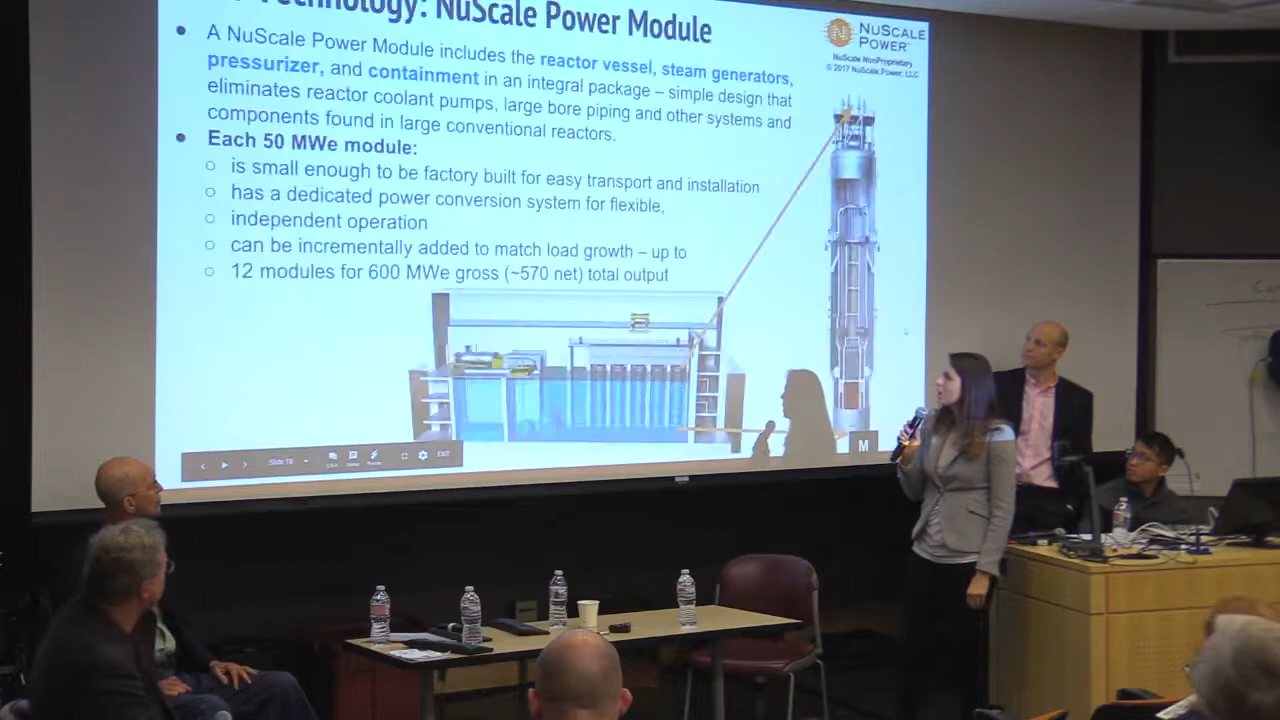 Technology: NuScale Power Module
NUSCALE
POWER™
NuScale NonProprietary
© 2017 NuScale Power, LLC
• A NuScale Power Module includes the reactor vessel, steam generators,
pressurizer, and containment in an integral package – simple design that
eliminates reactor coolant pumps, large bore piping and other systems and
components found in large conventional reactors.
• Each 50 MWe module:
○ is small enough to be factory built for easy transport and installation
○ has a dedicated power conversion system for flexible,
○ independent operation
○ can be incrementally added to match load growth – up to
○ 12 modules for 600 MWe gross (~570 net) total output
Slide 18
EXIT
M